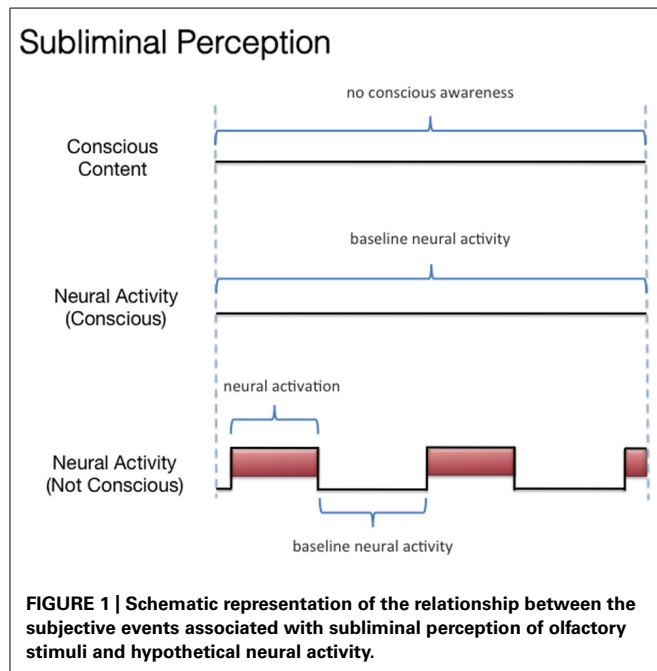 Subliminal Perception
no conscious awareness
Conscious
Content
baseline neural activity
Neural Activity
(Conscious)
neural activation
Neural Activity
(Not Conscious)
baseline neural activity
FIGURE 1 | Schematic representation of the relationship between the
subjective events associated with subliminal perception of olfactory
stimuli and hypothetical neural activity.